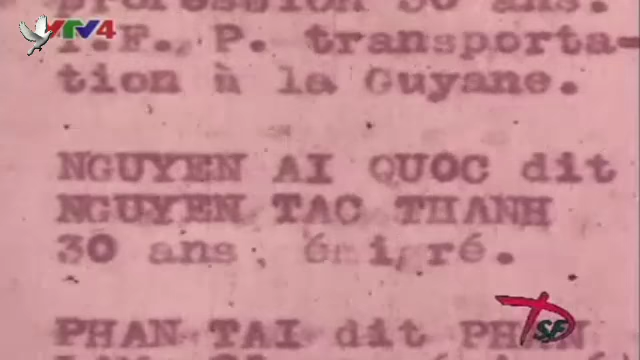 VTV4
profession 30 ans.
P.F., P. transporta-
tion à la Guyane.
NGUYEN AI QUOC dit
NGUYEN TAC THANH
30 ans, émigré.
PHAN TAI dit PHAN
SE